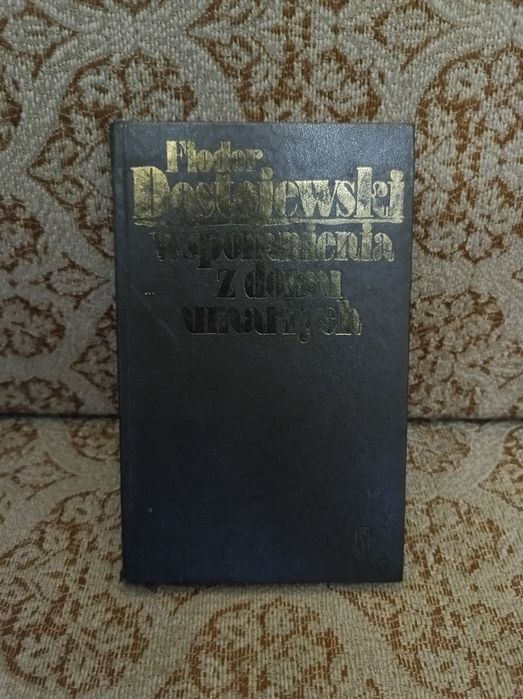 Fiodor
Dostojewski
wspomnienia
z domu
umarłych